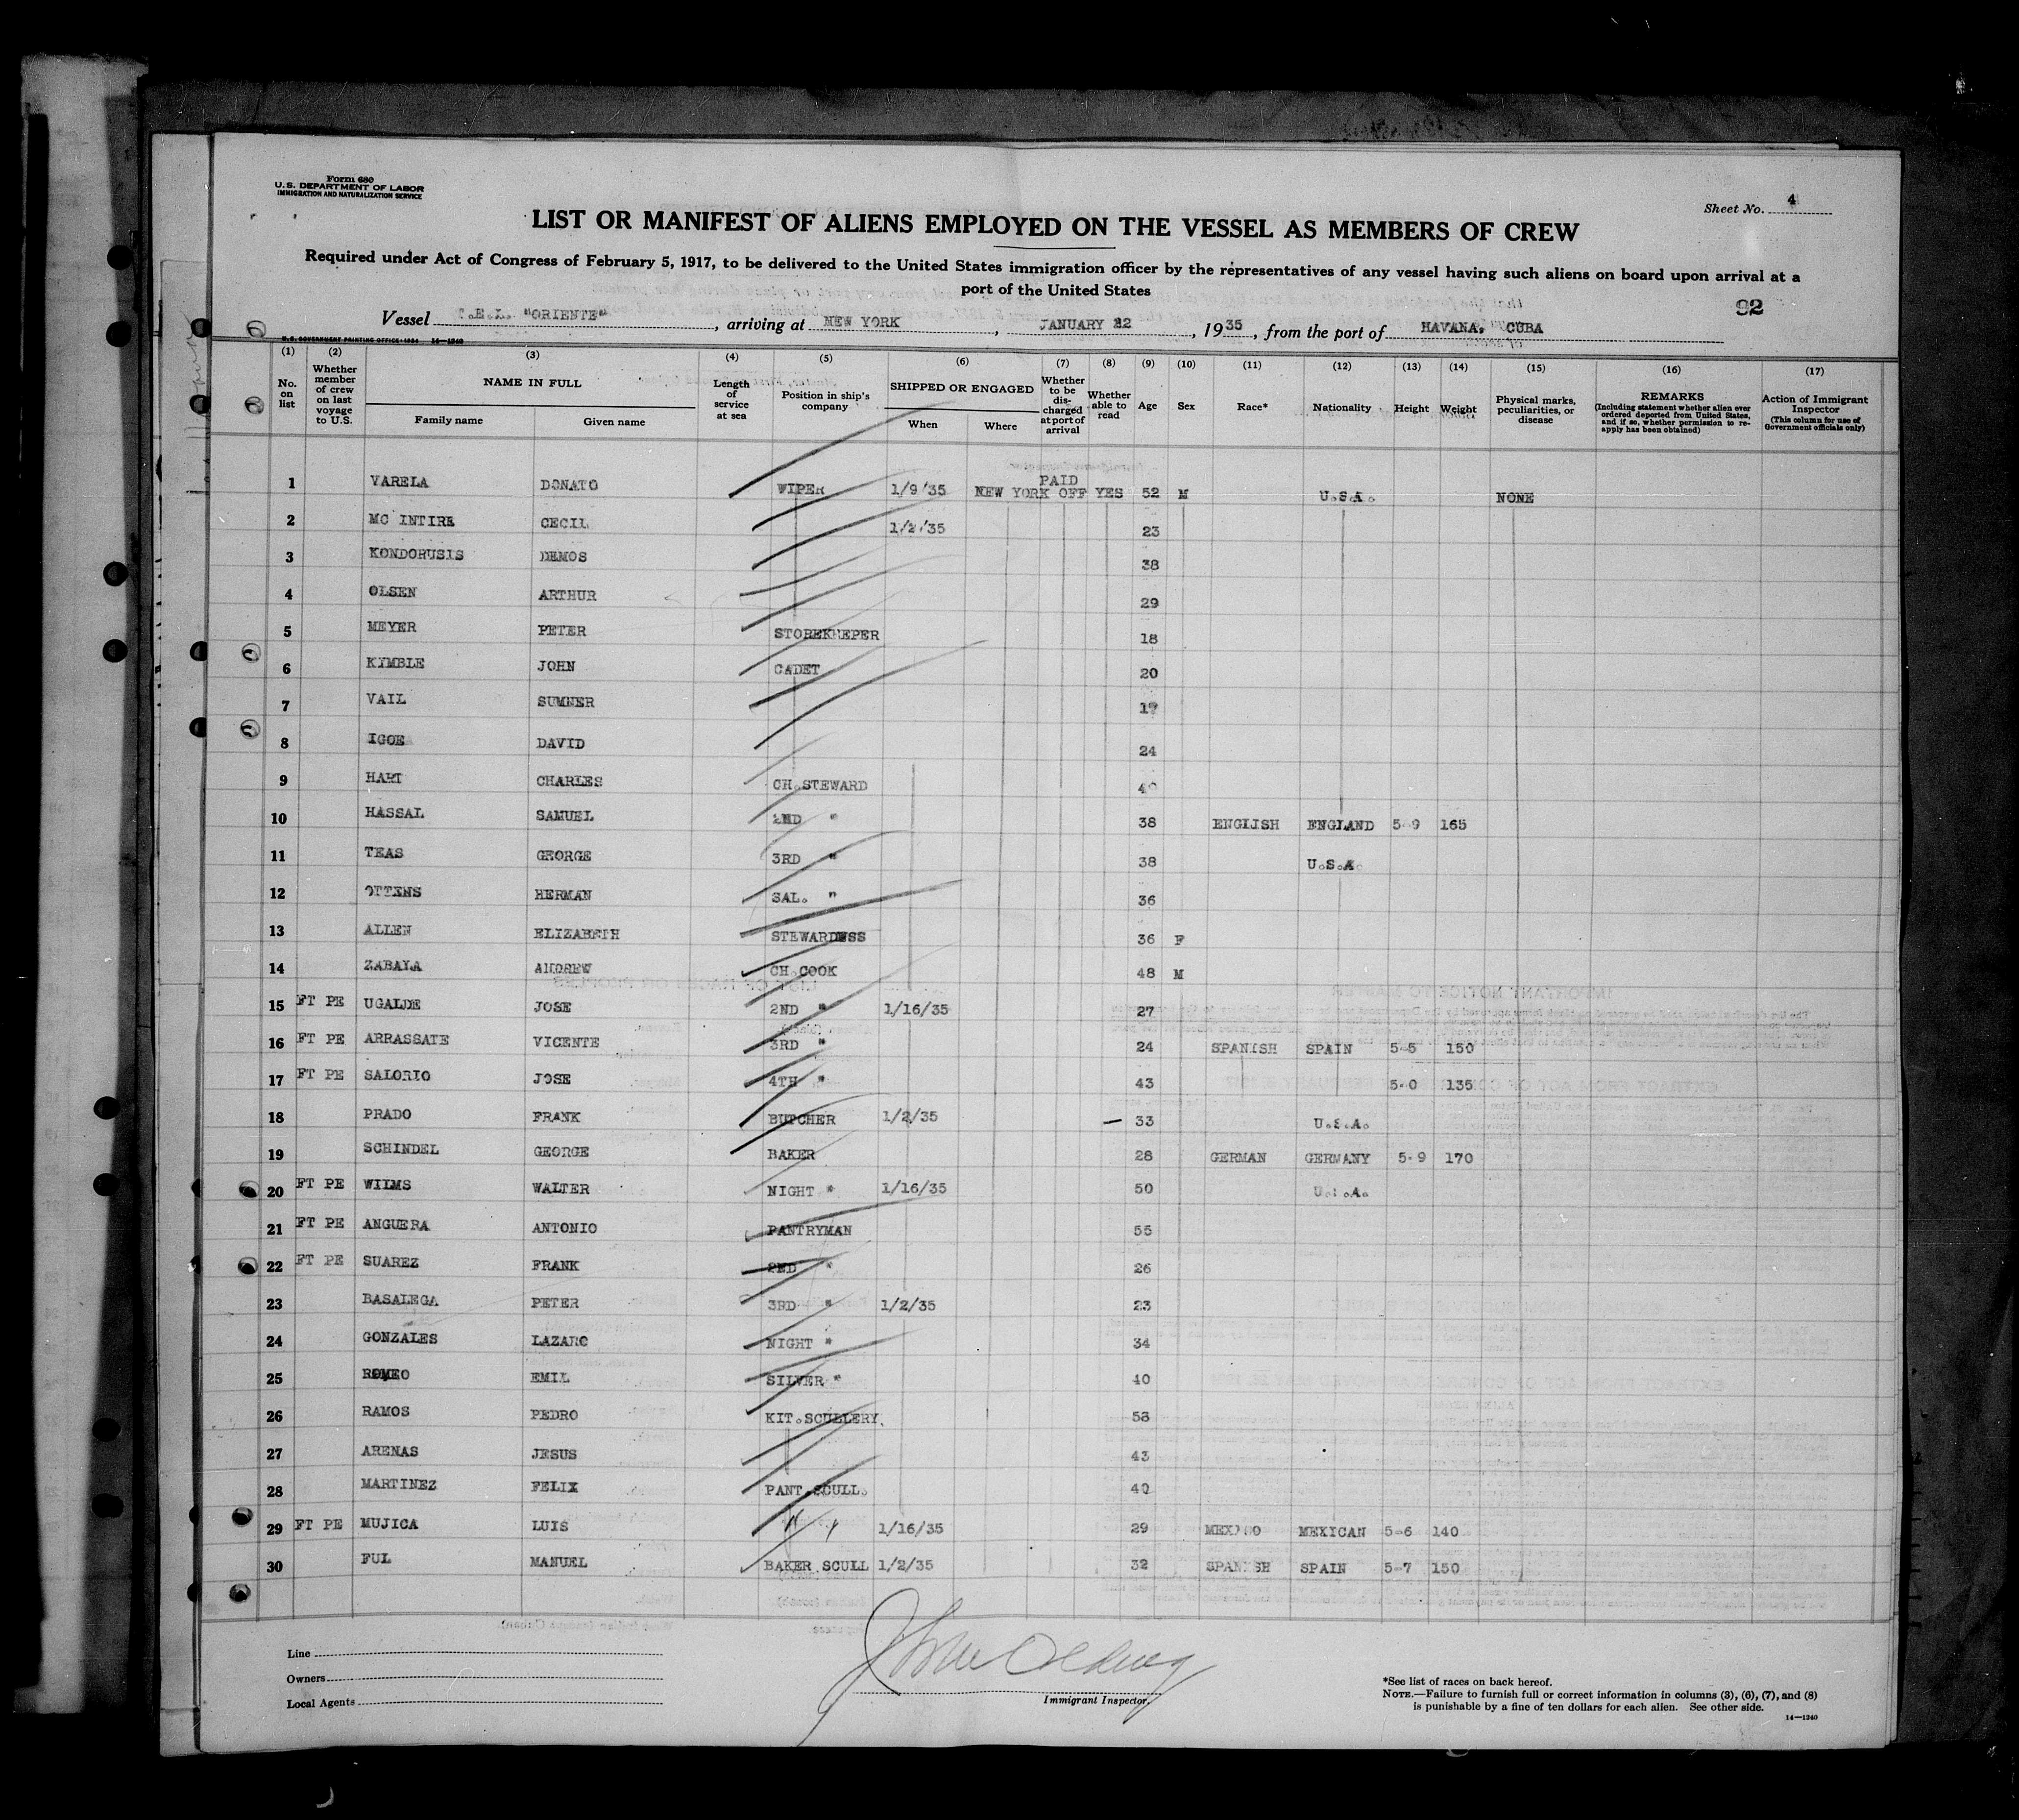 Form 680
U. S. DEPARTMENT OF LABOR
IMMIGRATION AND NATURALIZATION SERVICE
Sheet No. 4
LIST OR MANIFEST OF ALIENS EMPLOYED ON THE VESSEL AS MEMBERS OF CREW
Required under Act of Congress of February 5, 1917, to be delivered to the United States immigration officer by the representatives of any vessel having such aliens on board upon arrival at a
port of the United States
92
Vessel "ORIENTE", arriving at NEW YORK, JANUARY 22, 1935, from the port of HAVANA, CUBA
U. S. GOVERNMENT PRINTING OFFICE: 1934 14—1240
(1) (2) (3) (4) (5) (6) (7) (8) (9) (10) (11) (12) (13) (14) (15) (16) (17)
No. on list
Whether member of crew on last voyage to U.S.
NAME IN FULL
Family name Given name
Length of service at sea
Position in ship's company
SHIPPED OR ENGAGED
When Where
Whether to be discharged at port of arrival
Whether able to read
Age Sex Race* Nationality Height Weight
Physical marks, peculiarities, or disease
REMARKS
(Including statement whether alien ever ordered deported from United States, and if so, whether permission to reapply has been obtained)
Action of Immigrant Inspector
(This column for use of Government officials only)
1 VARELA DONATO WIPER 1/9/35 NEW YORK PAID OFF YES 52 M U.S.A. NONE
2 MC INTIRE CECIL 1/2/35 23
3 KONDORUSIS DEMOS 38
4 OLSEN ARTHUR 29
5 MEYER PETER STOREKEEPER 18
6 KYMBLE JOHN CADET 20
7 VAIL SUMNER
8 IGOE DAVID 24
9 HART CHARLES CH.STEWARD
10 HASSAL SAMUEL 2ND " 38 ENGLISH ENGLAND 5-9 165
11 TEAS GEORGE 3RD " 38 U.S.A.
12 OTTENS HERMAN SAL. " 36
13 ALLEN ELIZABETH STEWARDESS 36 F
14 ZABALA ANDREW CH.COOK 48 M
15 FT PE UGALDE JOSE 2ND " 1/16/35 27
16 FT PE ARRASSATE VICENTE 3RD " 24 SPANISH SPAIN 5-5 150
17 FT PE SALORIO JOSE 4TH " 43 5-0 135
18 PRADO FRANK BUTCHER 1/2/35 — 33 U.S.A.
19 SCHINDEL GEORGE BAKER 28 GERMAN GERMANY 5-9 170
20 FT PE WILMS WALTER NIGHT " 1/16/35 50 U.S.A.
21 FT PE ANGUERA ANTONIO PANTRYMAN 55
22 FT PE SUAREZ FRANK 2ND " 26
23 BASALEGA PETER 3RD " 1/2/35 23
24 GONZALES LAZARO NIGHT " 34
25 ROMEO EMIL SILVER " 40
26 RAMOS PEDRO KIT.SCULLERY. 53
27 ARENAS JESUS 43
28 MARTINEZ FELIX PANT.SCULL. 40
29 FT PE MUJICA LUIS " " 1/16/35 29 MEXICO MEXICAN 5-6 140
30 FUL MANUEL BAKER SCULL 1/2/35 32 SPANISH SPAIN 5-7 150
Line
Owners
Local Agents
Immigrant Inspector.
*See list of races on back hereof.
NOTE.—Failure to furnish full or correct information in columns (3), (6), (7), and (8)
is punishable by a fine of ten dollars for each alien. See other side.
14—1240